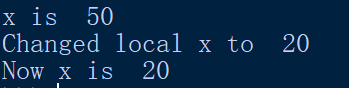 x is  50
Changed local x to  20
Now x is  20